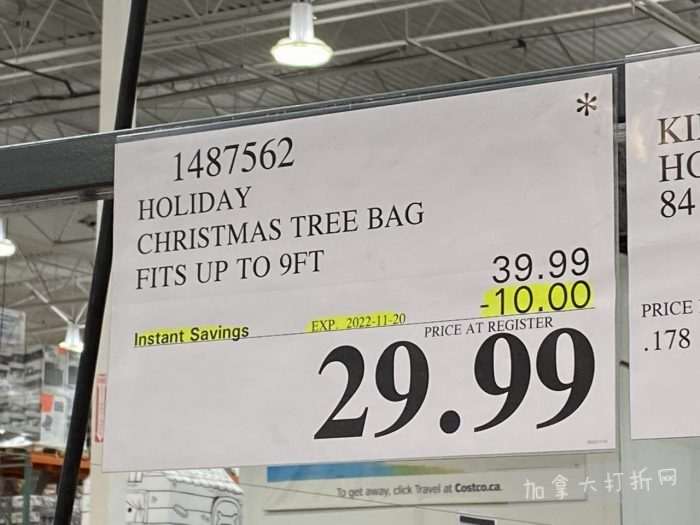 *
1487562
HOLIDAY
CHRISTMAS TREE BAG
FITS UP TO 9FT
39.99
-10.00
Instant Savings
EXP. 2022-11-20
PRICE AT REGISTER
29.99
KI
HO
84
PRICE
.178
To get away, click Travel at Costco.ca.
加拿大打折网